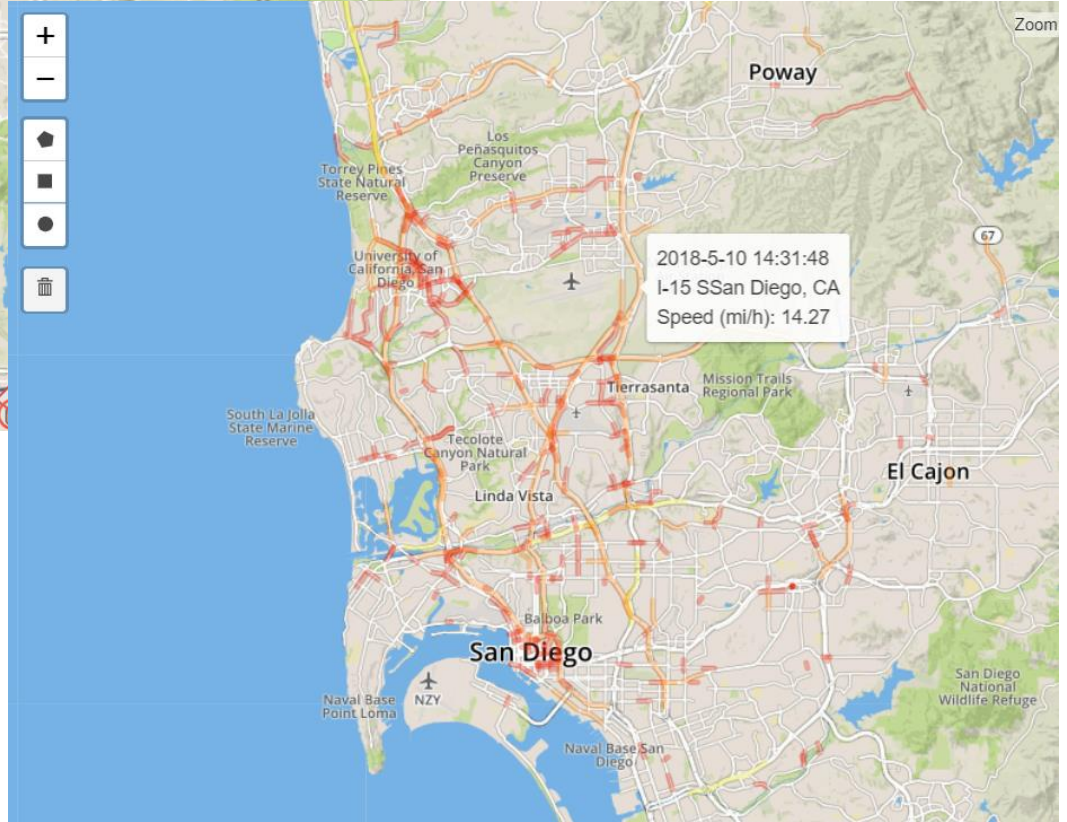 +
Zoom
−
Poway
Los
Peñasquitos
Canyon
Preserve
Torrey Pines
State Natural
Reserve
67
2018-5-10 14:31:48
I-15 SSan Diego, CA
Speed (mi/h): 14.27
University of
California, San
Diego
Tierrasanta
Mission Trails
Regional Park
South La Jolla
State Marine
Reserve
Tecolote
Canyon Natural
Park
El Cajon
Linda Vista
Balboa Park
San Diego
NZY
Naval Base
Point Loma
San Diego
National
Wildlife Refuge
Naval Base San
Diego